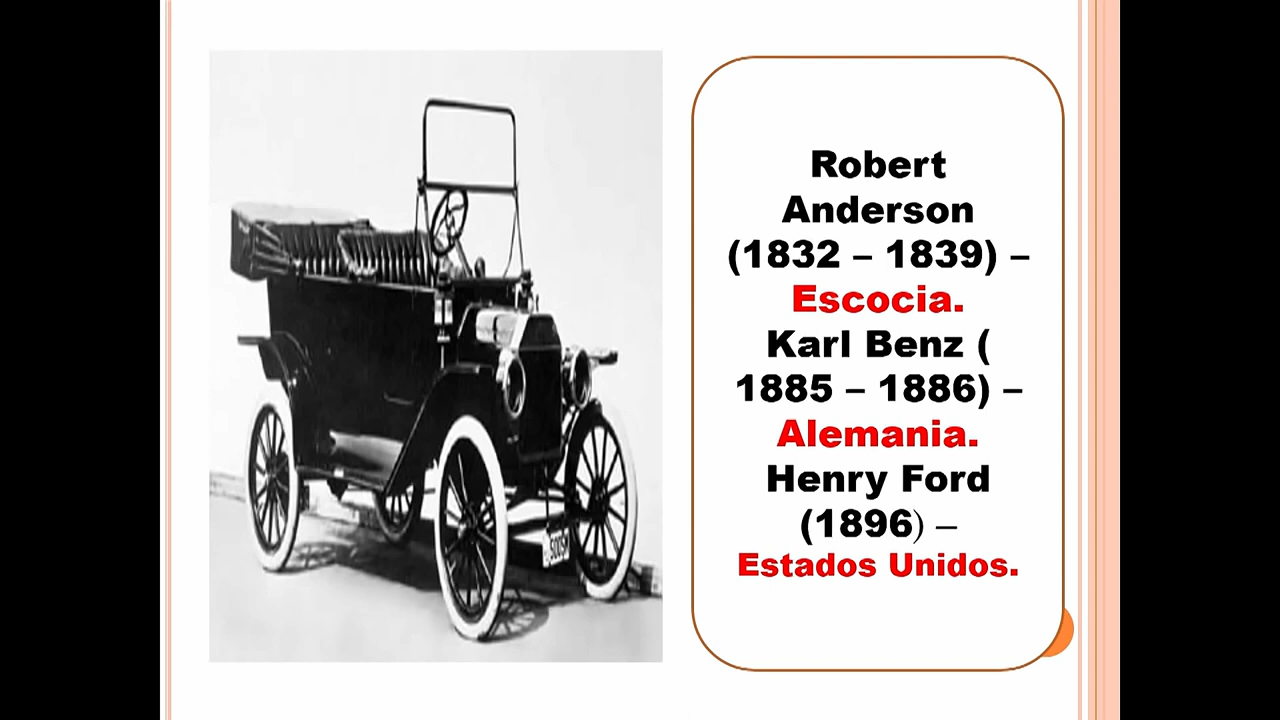 Robert
Anderson
(1832 – 1839) –
Escocia.
Karl Benz (
1885 – 1886) –
Alemania.
Henry Ford
(1896) –
Estados Unidos.